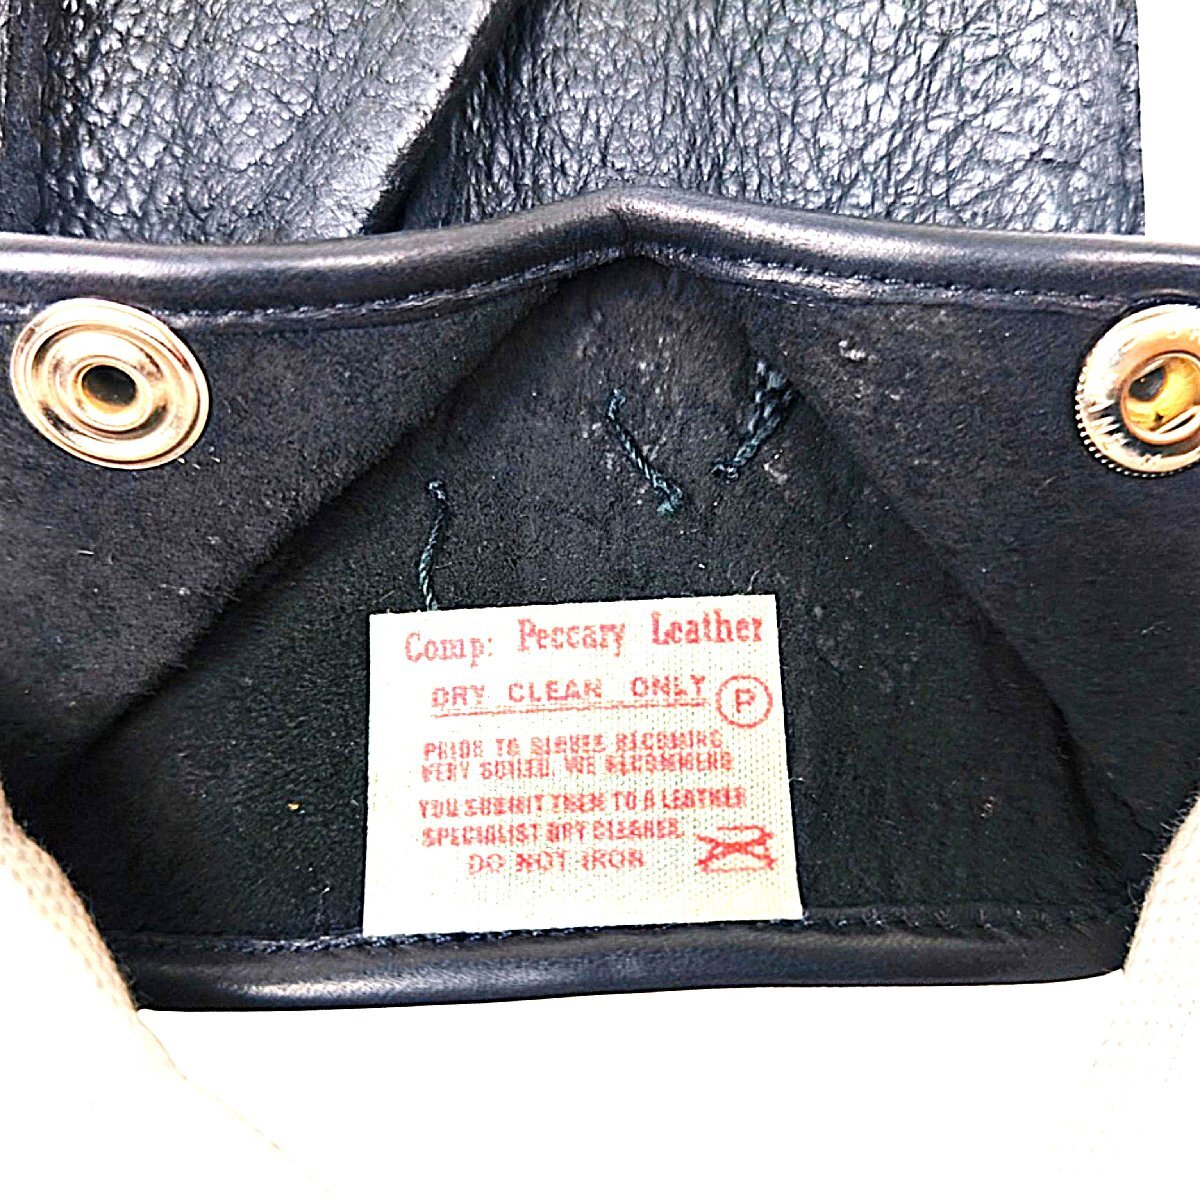 Comp: Peccary Leather
DRY CLEAN ONLY P
PRIOR TO GLOVES BECOMING
VERY SOILED, WE RECOMMEND
YOU SUBMIT THEM TO A LEATHER
SPECIALIST DRY CLEANER.
DO NOT IRON